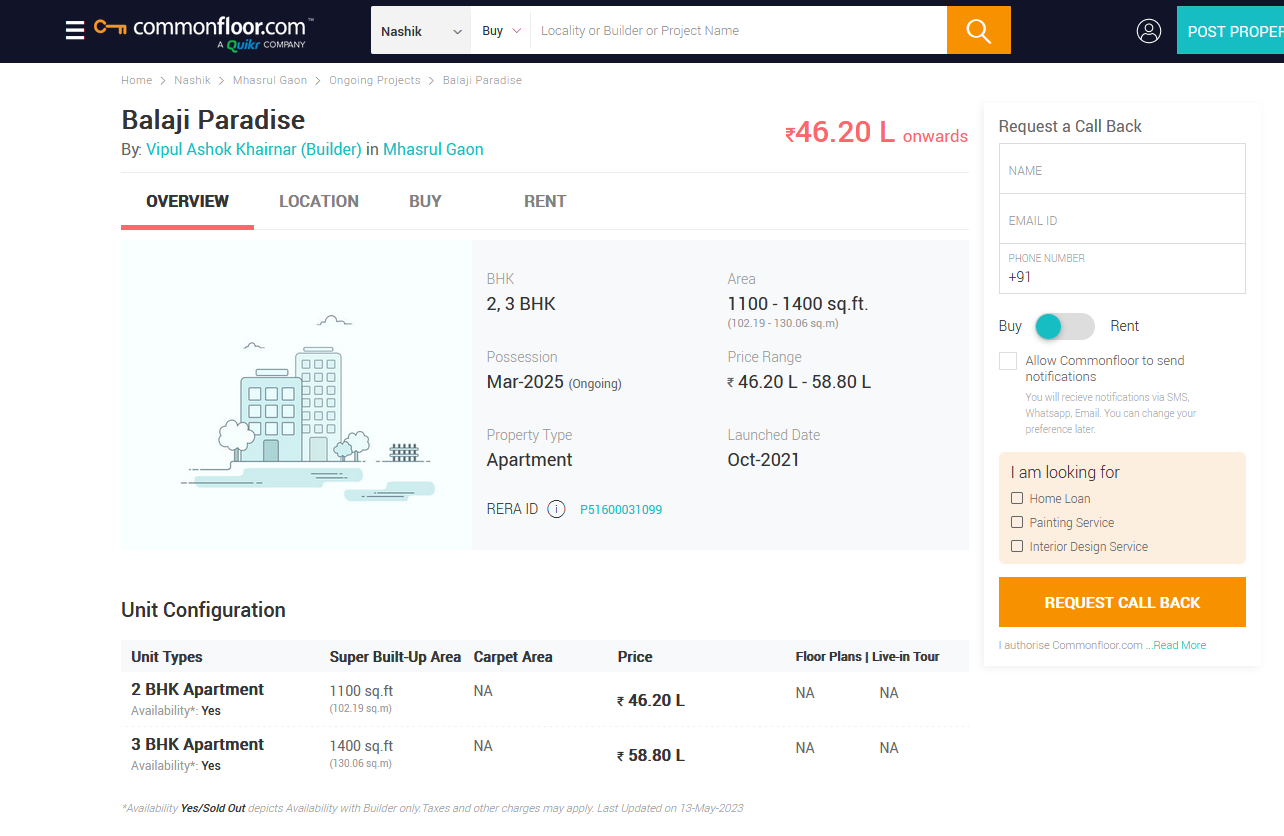 commonfloor.com™
A Quikr COMPANY
Nashik
Buy
Locality or Builder or Project Name
POST PROPER
Home > Nashik > Mhasrul Gaon > Ongoing Projects > Balaji Paradise
Balaji Paradise
By: Vipul Ashok Khairnar (Builder) in Mhasrul Gaon
₹46.20 L onwards
OVERVIEW LOCATION BUY RENT
BHK
2, 3 BHK
Area
1100 - 1400 sq.ft.
(102.19 - 130.06 sq.m)
Possession
Mar-2025 (Ongoing)
Price Range
₹ 46.20 L - 58.80 L
Property Type
Apartment
Launched Date
Oct-2021
RERA ID i P51600031099
Unit Configuration
Unit Types Super Built-Up Area Carpet Area Price Floor Plans | Live-in Tour
2 BHK Apartment 1100 sq.ft NA ₹ 46.20 L NA NA
Availability*: Yes (102.19 sq.m)
3 BHK Apartment 1400 sq.ft NA ₹ 58.80 L NA NA
Availability*: Yes (130.06 sq.m)
*Availability Yes/Sold Out depicts Availability with Builder only.Taxes and other charges may apply. Last Updated on 13-May-2023
Request a Call Back
NAME
EMAIL ID
PHONE NUMBER
+91
Buy Rent
Allow Commonfloor to send
notifications
You will recieve notifications via SMS,
Whatsapp, Email. You can change your
preference later.
I am looking for
Home Loan
Painting Service
Interior Design Service
REQUEST CALL BACK
I authorise Commonfloor.com ...Read More